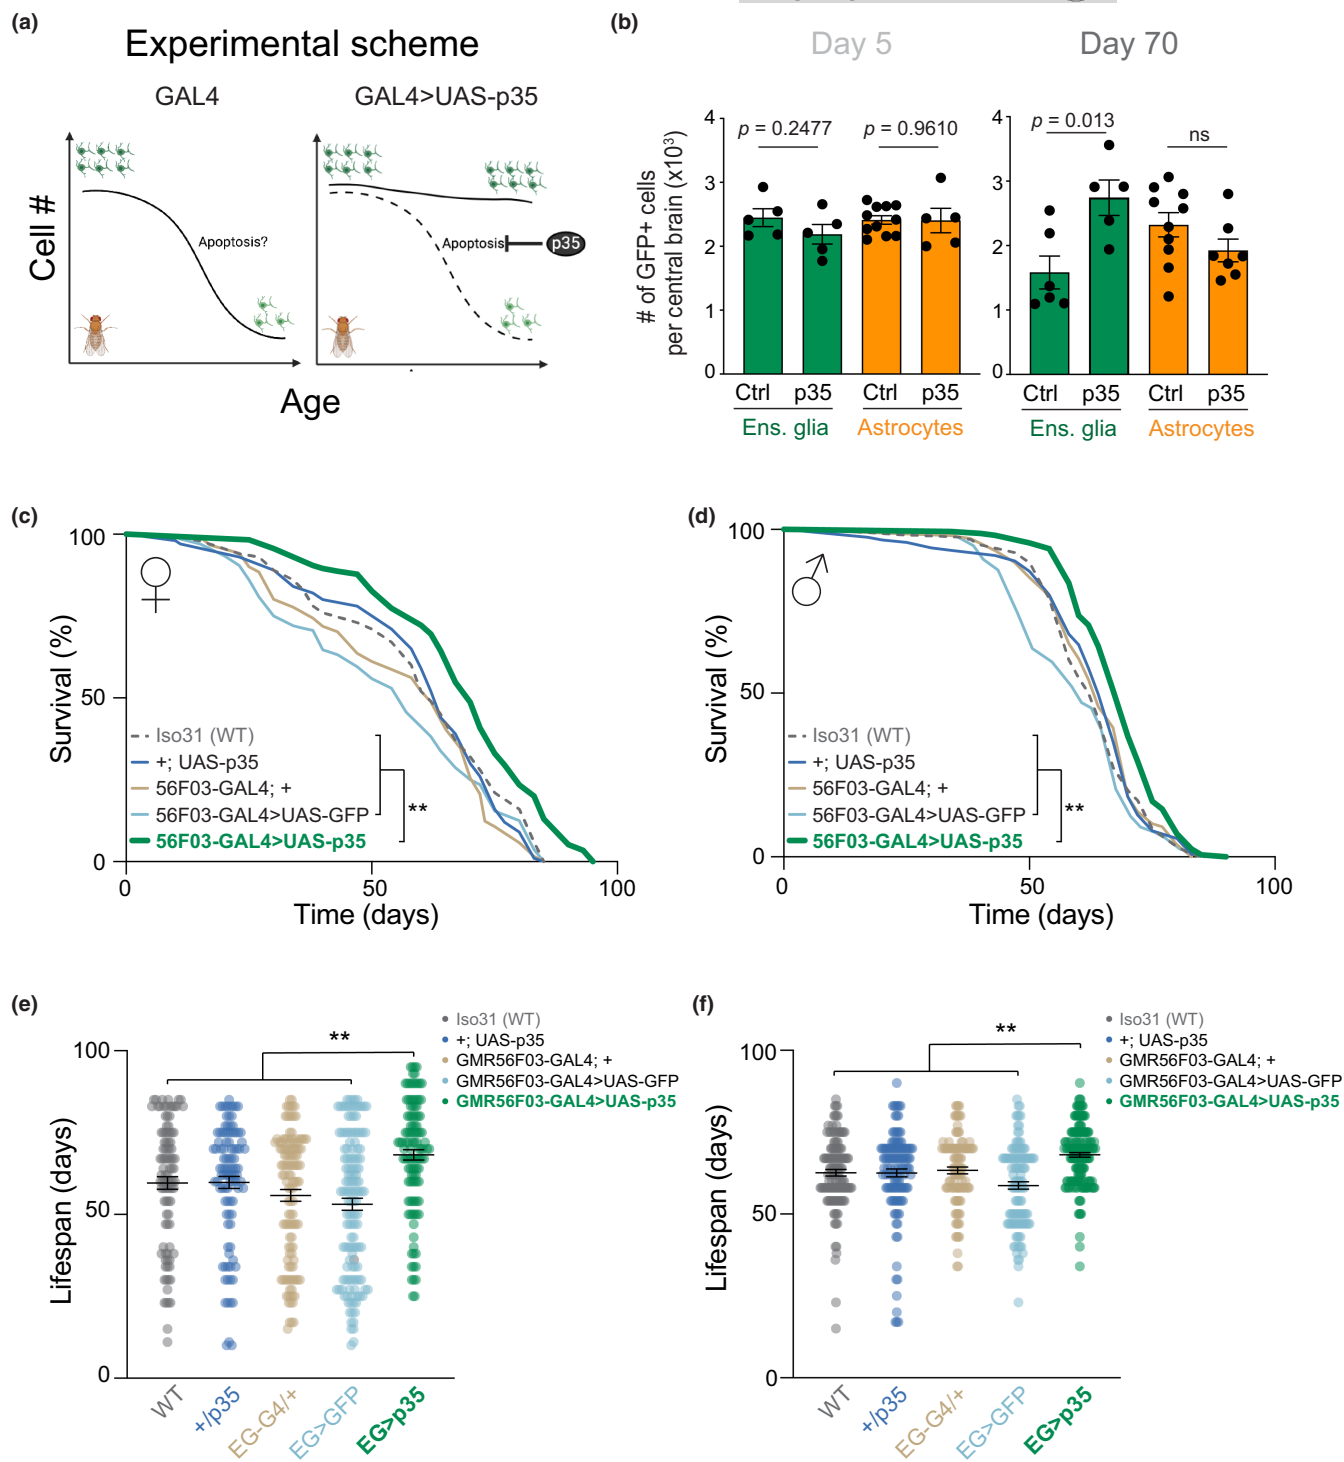 (a)
Experimental scheme
GAL4
GAL4>UAS-p35
Cell #
Apoptosis?
Apoptosis
p35
Age
(b)
Day 5
Day 70
# of GFP+ cells
per central brain (x10³)
4
3
2
1
0
p = 0.2477
p = 0.9610
Ctrl p35 Ctrl p35
Ens. glia Astrocytes
4
3
2
1
0
p = 0.013
ns
Ctrl p35 Ctrl p35
Ens. glia Astrocytes
(c)
♀
Survival (%)
100
50
0
Iso31 (WT)
+; UAS-p35
56F03-GAL4; +
56F03-GAL4>UAS-GFP
56F03-GAL4>UAS-p35
**
0 50 100
Time (days)
(d)
♂
Survival (%)
100
50
0
Iso31 (WT)
+; UAS-p35
56F03-GAL4; +
56F03-GAL4>UAS-GFP
56F03-GAL4>UAS-p35
**
0 50 100
Time (days)
(e)
Iso31 (WT)
+; UAS-p35
GMR56F03-GAL4; +
GMR56F03-GAL4>UAS-GFP
GMR56F03-GAL4>UAS-p35
**
Lifespan (days)
100
50
0
WT
+/p35
EG-G4/+
EG>GFP
EG>p35
(f)
Iso31 (WT)
+; UAS-p35
GMR56F03-GAL4; +
GMR56F03-GAL4>UAS-GFP
GMR56F03-GAL4>UAS-p35
**
Lifespan (days)
100
50
0
WT
+/p35
EG-G4/+
EG>GFP
EG>p35